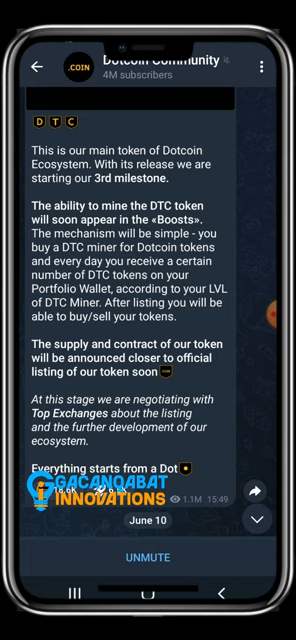 .COIN
Dotcoin Community
4M subscribers
D T C
This is our main token of Dotcoin
Ecosystem. With its release we are
starting our 3rd milestone.
The ability to mine the DTC token
will soon appear in the «Boosts».
The mechanism will be simple - you
buy a DTC miner for Dotcoin tokens
and every day you receive a certain
number of DTC tokens on your
Portfolio Wallet, according to your LVL
of DTC Miner. After listing you will be
able to buy/sell your tokens.
The supply and contract of our token
will be announced closer to official
listing of our token soon
At this stage we are negotiating with
Top Exchanges about the listing
and the further development of our
ecosystem.
Everything starts from a Dot
GACANQABAT
INNOVATIONS
1.1M 15:49
June 10
UNMUTE